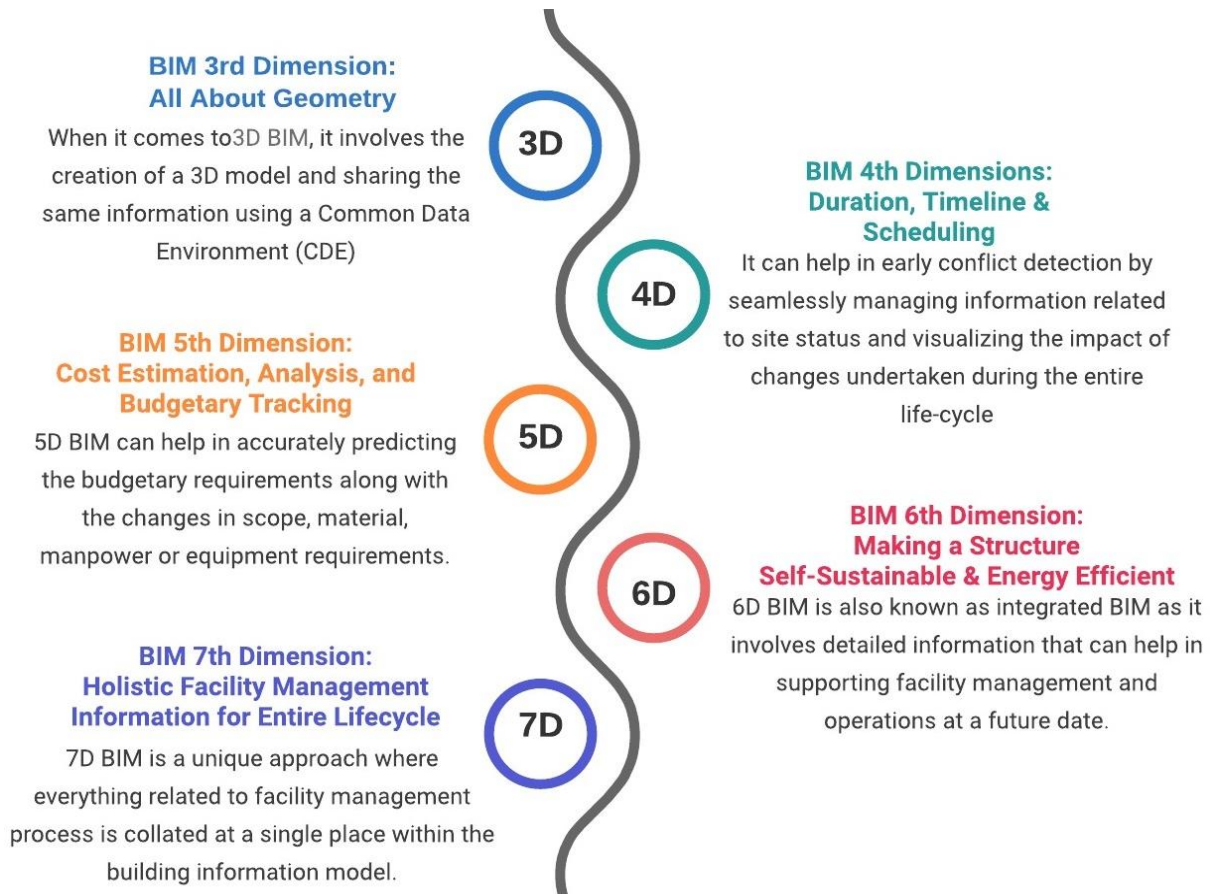 BIM 3rd Dimension:
All About Geometry
When it comes to3D BIM, it involves the
creation of a 3D model and sharing the
same information using a Common Data
Environment (CDE)
3D
BIM 4th Dimensions:
Duration, Timeline &
Scheduling
It can help in early conflict detection by
seamlessly managing information related
to site status and visualizing the impact of
changes undertaken during the entire
life-cycle
4D
BIM 5th Dimension:
Cost Estimation, Analysis, and
Budgetary Tracking
5D BIM can help in accurately predicting
the budgetary requirements along with
the changes in scope, material,
manpower or equipment requirements.
5D
BIM 6th Dimension:
Making a Structure
Self-Sustainable & Energy Efficient
6D BIM is also known as integrated BIM as it
involves detailed information that can help in
supporting facility management and
operations at a future date.
6D
BIM 7th Dimension:
Holistic Facility Management
Information for Entire Lifecycle
7D BIM is a unique approach where
everything related to facility management
process is collated at a single place within the
building information model.
7D